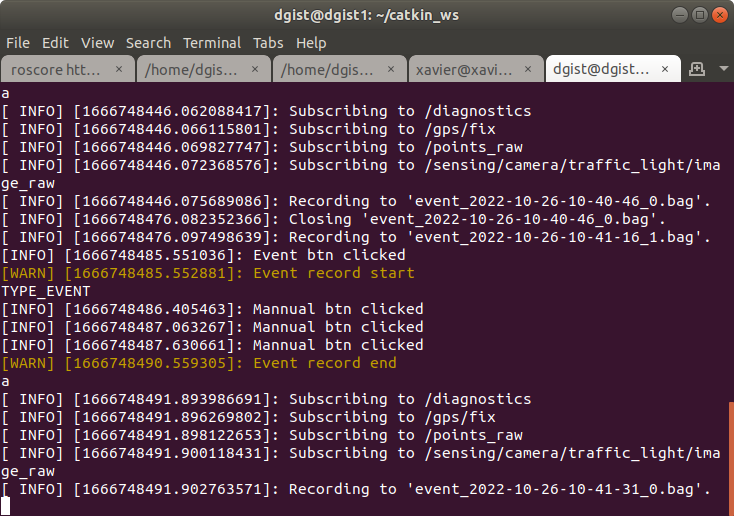 dgist@dgist1: ~/catkin_ws
File Edit View Search Terminal Tabs Help
roscore htt... × /home/dgis... × /home/dgis... × xavier@xavi... × dgist@dgist... ×
a
[ INFO] [1666748446.062088417]: Subscribing to /diagnostics
[ INFO] [1666748446.066115801]: Subscribing to /gps/fix
[ INFO] [1666748446.069827747]: Subscribing to /points_raw
[ INFO] [1666748446.072368576]: Subscribing to /sensing/camera/traffic_light/ima
ge_raw
[ INFO] [1666748446.075689086]: Recording to 'event_2022-10-26-10-40-46_0.bag'.
[ INFO] [1666748476.082352366]: Closing 'event_2022-10-26-10-40-46_0.bag'.
[ INFO] [1666748476.097498639]: Recording to 'event_2022-10-26-10-41-16_1.bag'.
[INFO] [1666748485.551036]: Event btn clicked
[WARN] [1666748485.552881]: Event record start
TYPE_EVENT
[INFO] [1666748486.405463]: Mannual btn clicked
[INFO] [1666748487.063267]: Mannual btn clicked
[INFO] [1666748487.630661]: Mannual btn clicked
[WARN] [1666748490.559305]: Event record end
a
[ INFO] [1666748491.893986691]: Subscribing to /diagnostics
[ INFO] [1666748491.896269802]: Subscribing to /gps/fix
[ INFO] [1666748491.898122653]: Subscribing to /points_raw
[ INFO] [1666748491.900118431]: Subscribing to /sensing/camera/traffic_light/ima
ge_raw
[ INFO] [1666748491.902763571]: Recording to 'event_2022-10-26-10-41-31_0.bag'.